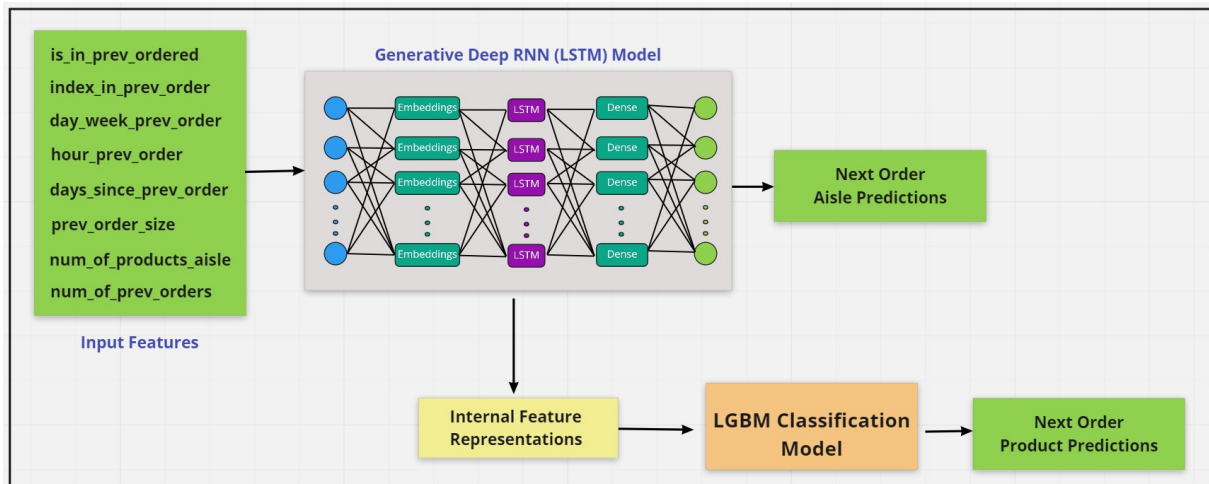 is_in_prev_ordered
index_in_prev_order
day_week_prev_order
hour_prev_order
days_since_prev_order
prev_order_size
num_of_products_aisle
num_of_prev_orders
Input Features
Generative Deep RNN (LSTM) Model
Embeddings
LSTM
Dense
Embeddings
LSTM
Dense
Embeddings
LSTM
Dense
Embeddings
LSTM
Dense
Next Order
Aisle Predictions
Internal Feature
Representations
LGBM Classification
Model
Next Order
Product Predictions